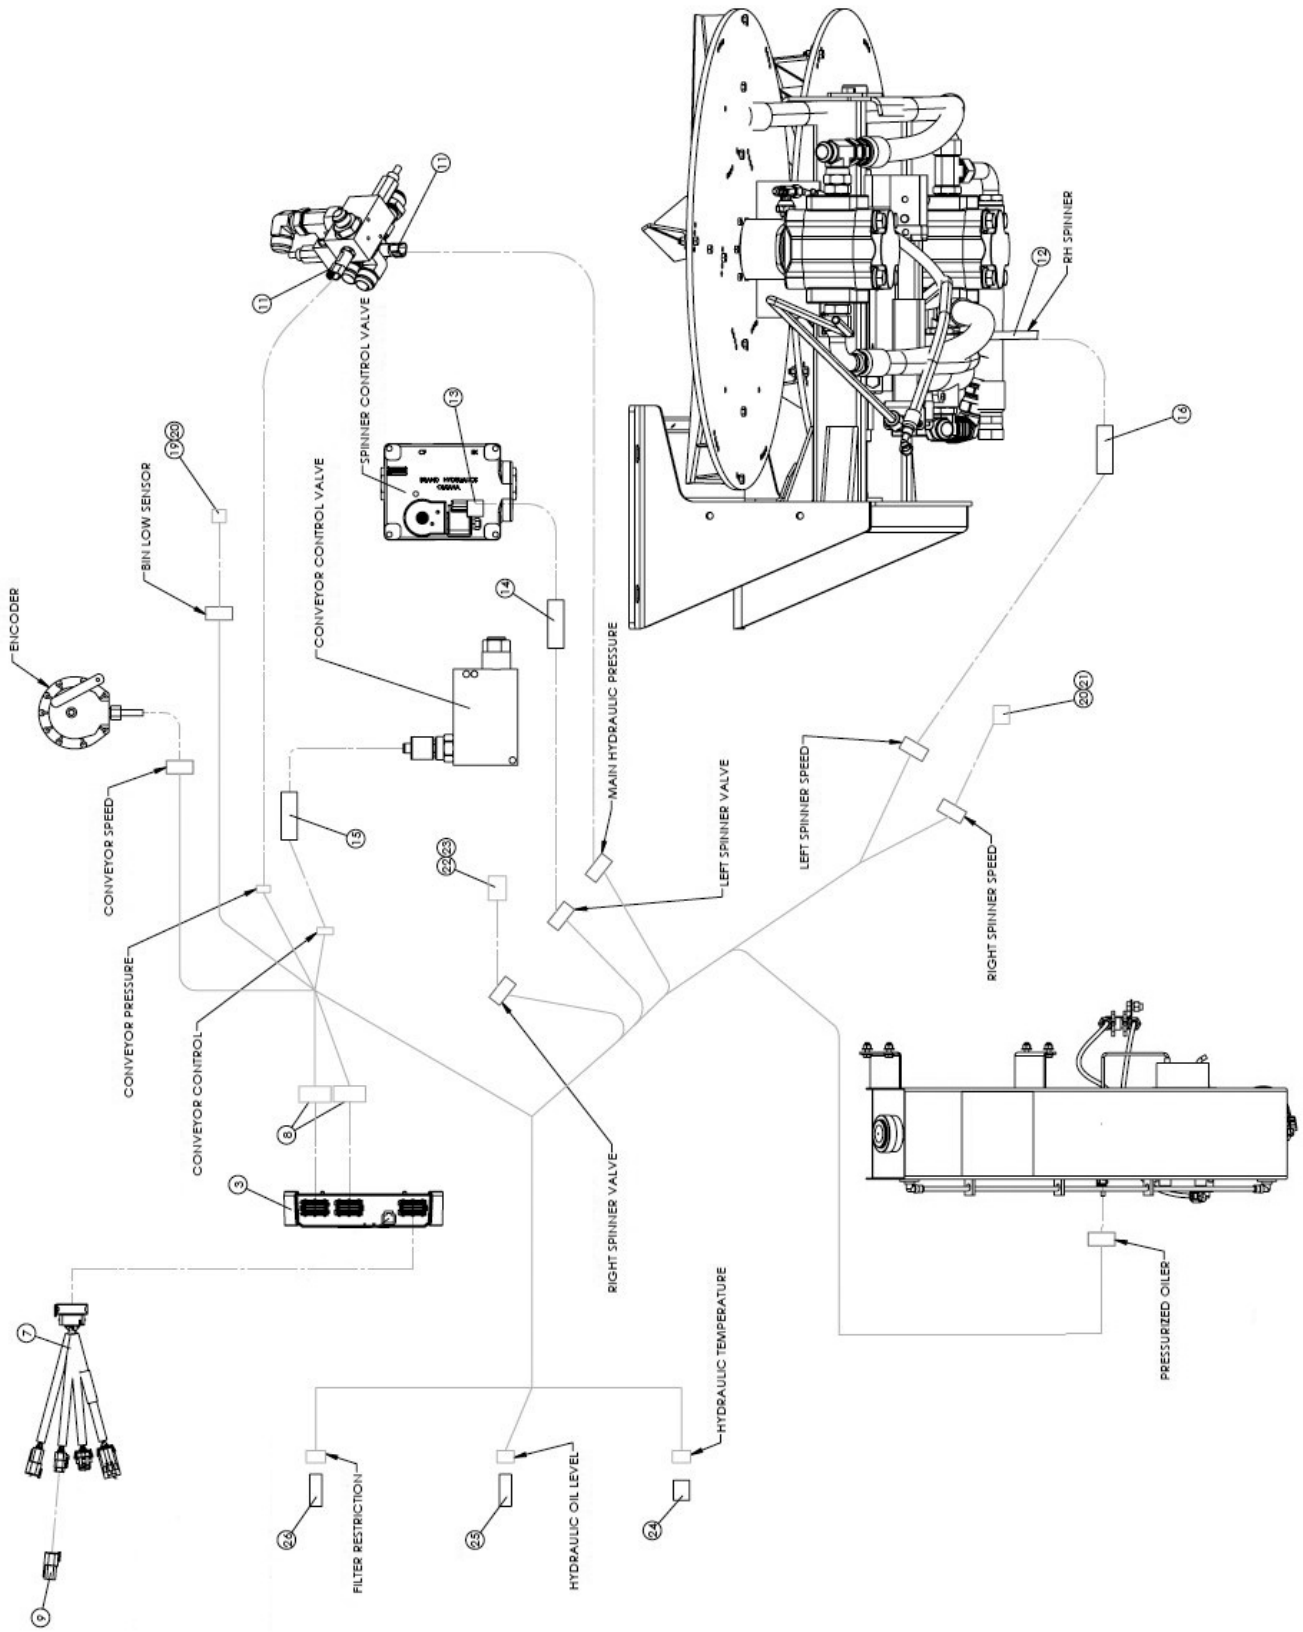 ENCODER
BIN LOW SENSOR
19
20
11
11
SPINNER CONTROL VALVE
13
CONVEYOR CONTROL VALVE
14
CONVEYOR SPEED
CONVEYOR PRESSURE
CONVEYOR CONTROL
15
22
23
MAIN HYDRAULIC PRESSURE
LEFT SPINNER VALVE
LEFT SPINNER SPEED
RIGHT SPINNER SPEED
20
21
12
RH SPINNER
16
8
3
RIGHT SPINNER VALVE
7
9
26
FILTER RESTRICTION
25
HYDRAULIC OIL LEVEL
24
HYDRAULIC TEMPERATURE
PRESSURIZED OILER